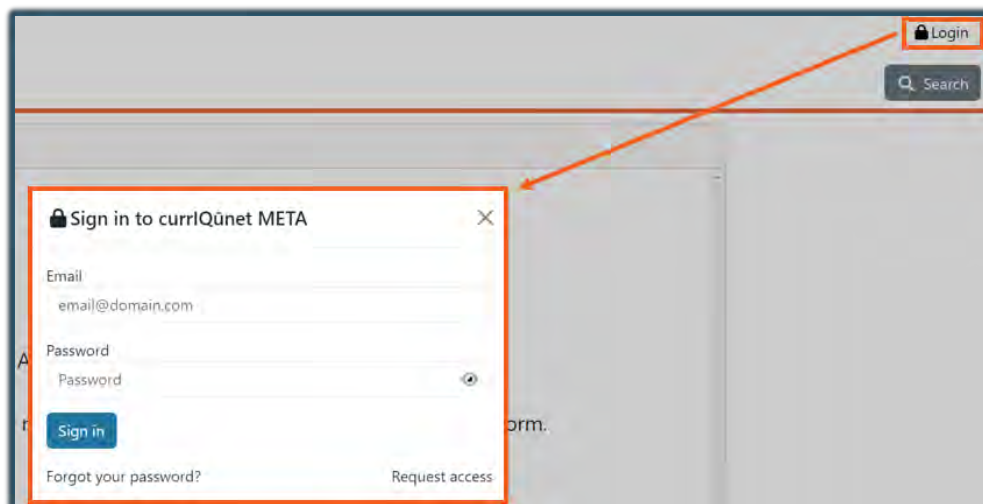 Login
Search
Sign in to currIQūnet META
Email
email@domain.com
A
Password
Password
Sign in
orm.
Forgot your password?
Request access